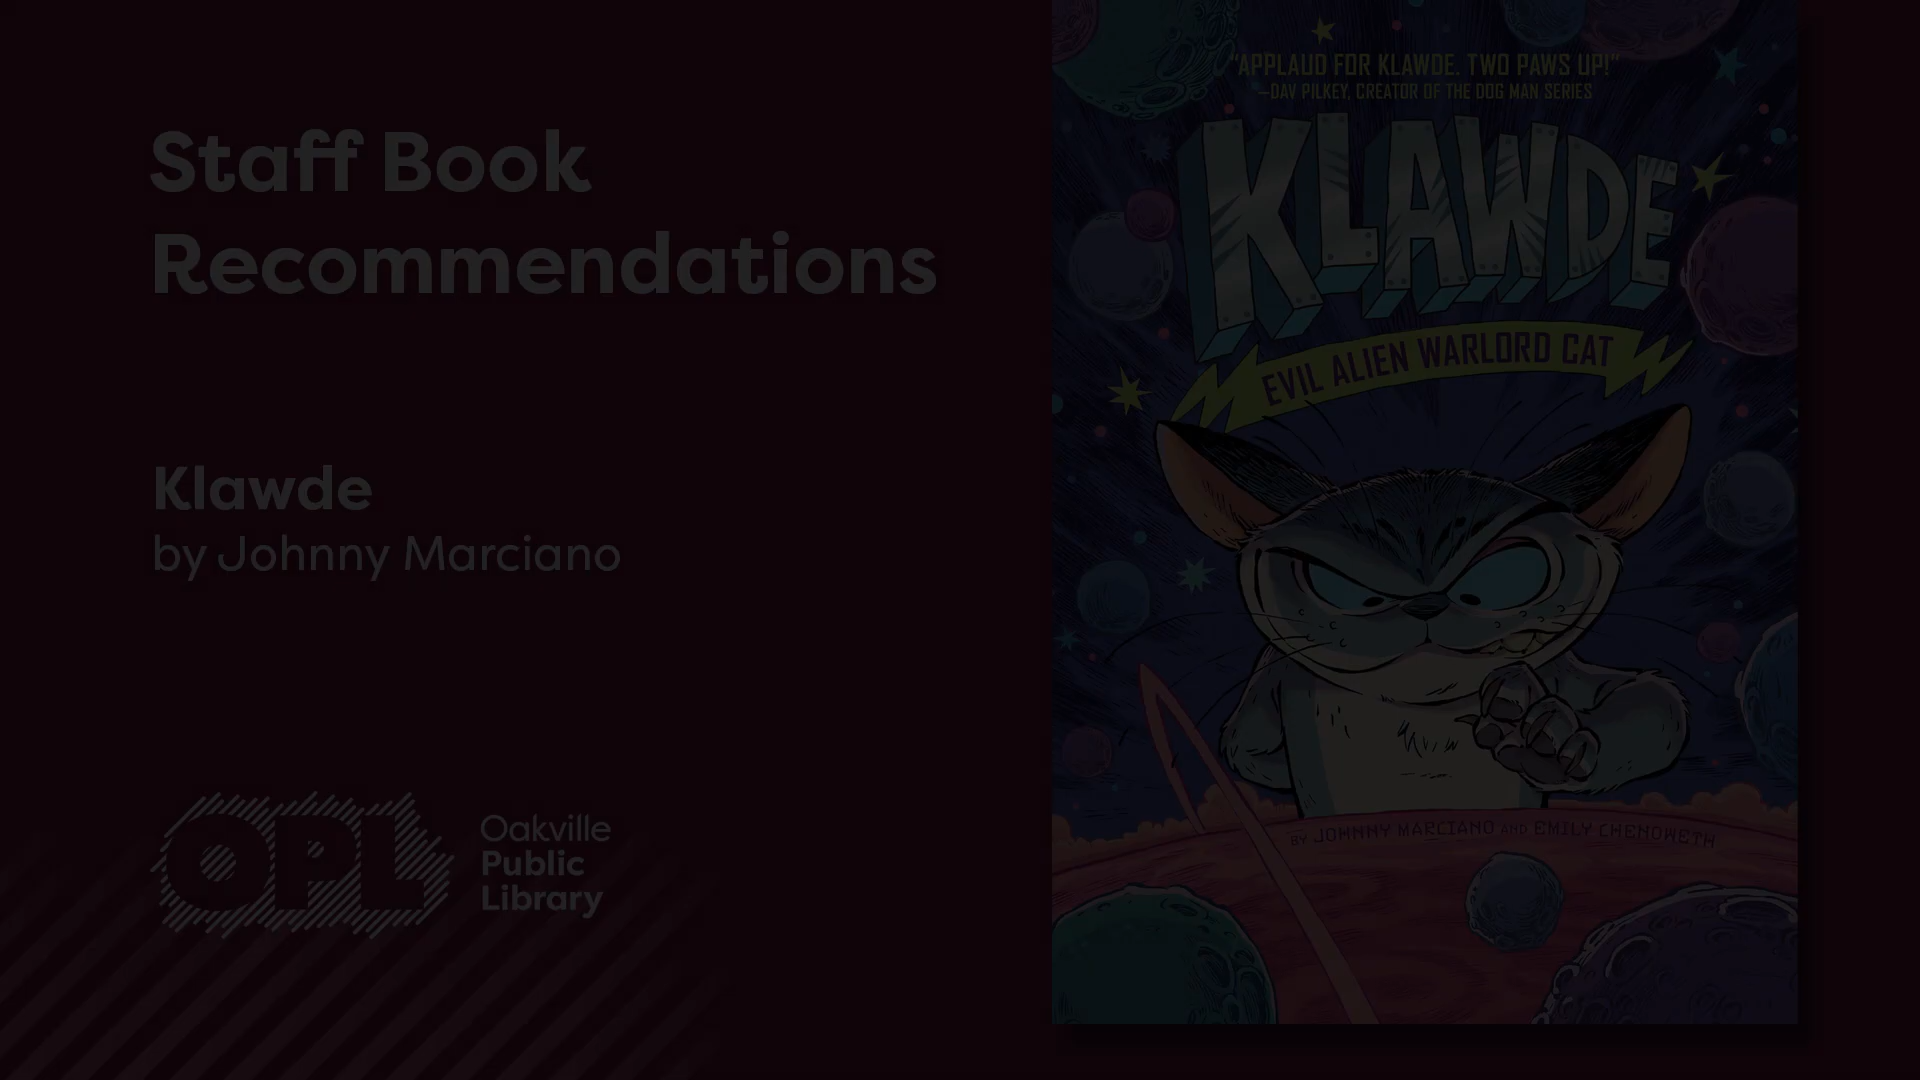 Staff Book
Recommendations
Klawde
by Johnny Marciano
OPL
Oakville
Public
Library
"APPLAUD FOR KLAWDE. TWO PAWS UP!"
—DAV PILKEY, CREATOR OF THE DOG MAN SERIES
KLAWDE
EVIL ALIEN WARLORD CAT
BY JOHNNY MARCIANO AND EMILY CHENOWETH